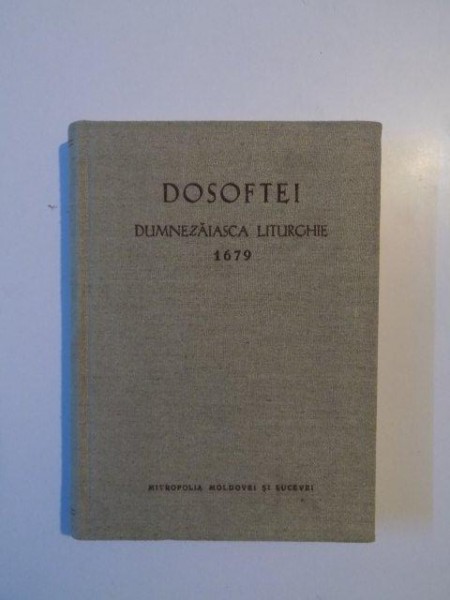 DOSOFTEI
DUMNEZĂIASCA LITURGHIE
1679
MITROPOLIA MOLDOVEI ȘI SUCEVEI